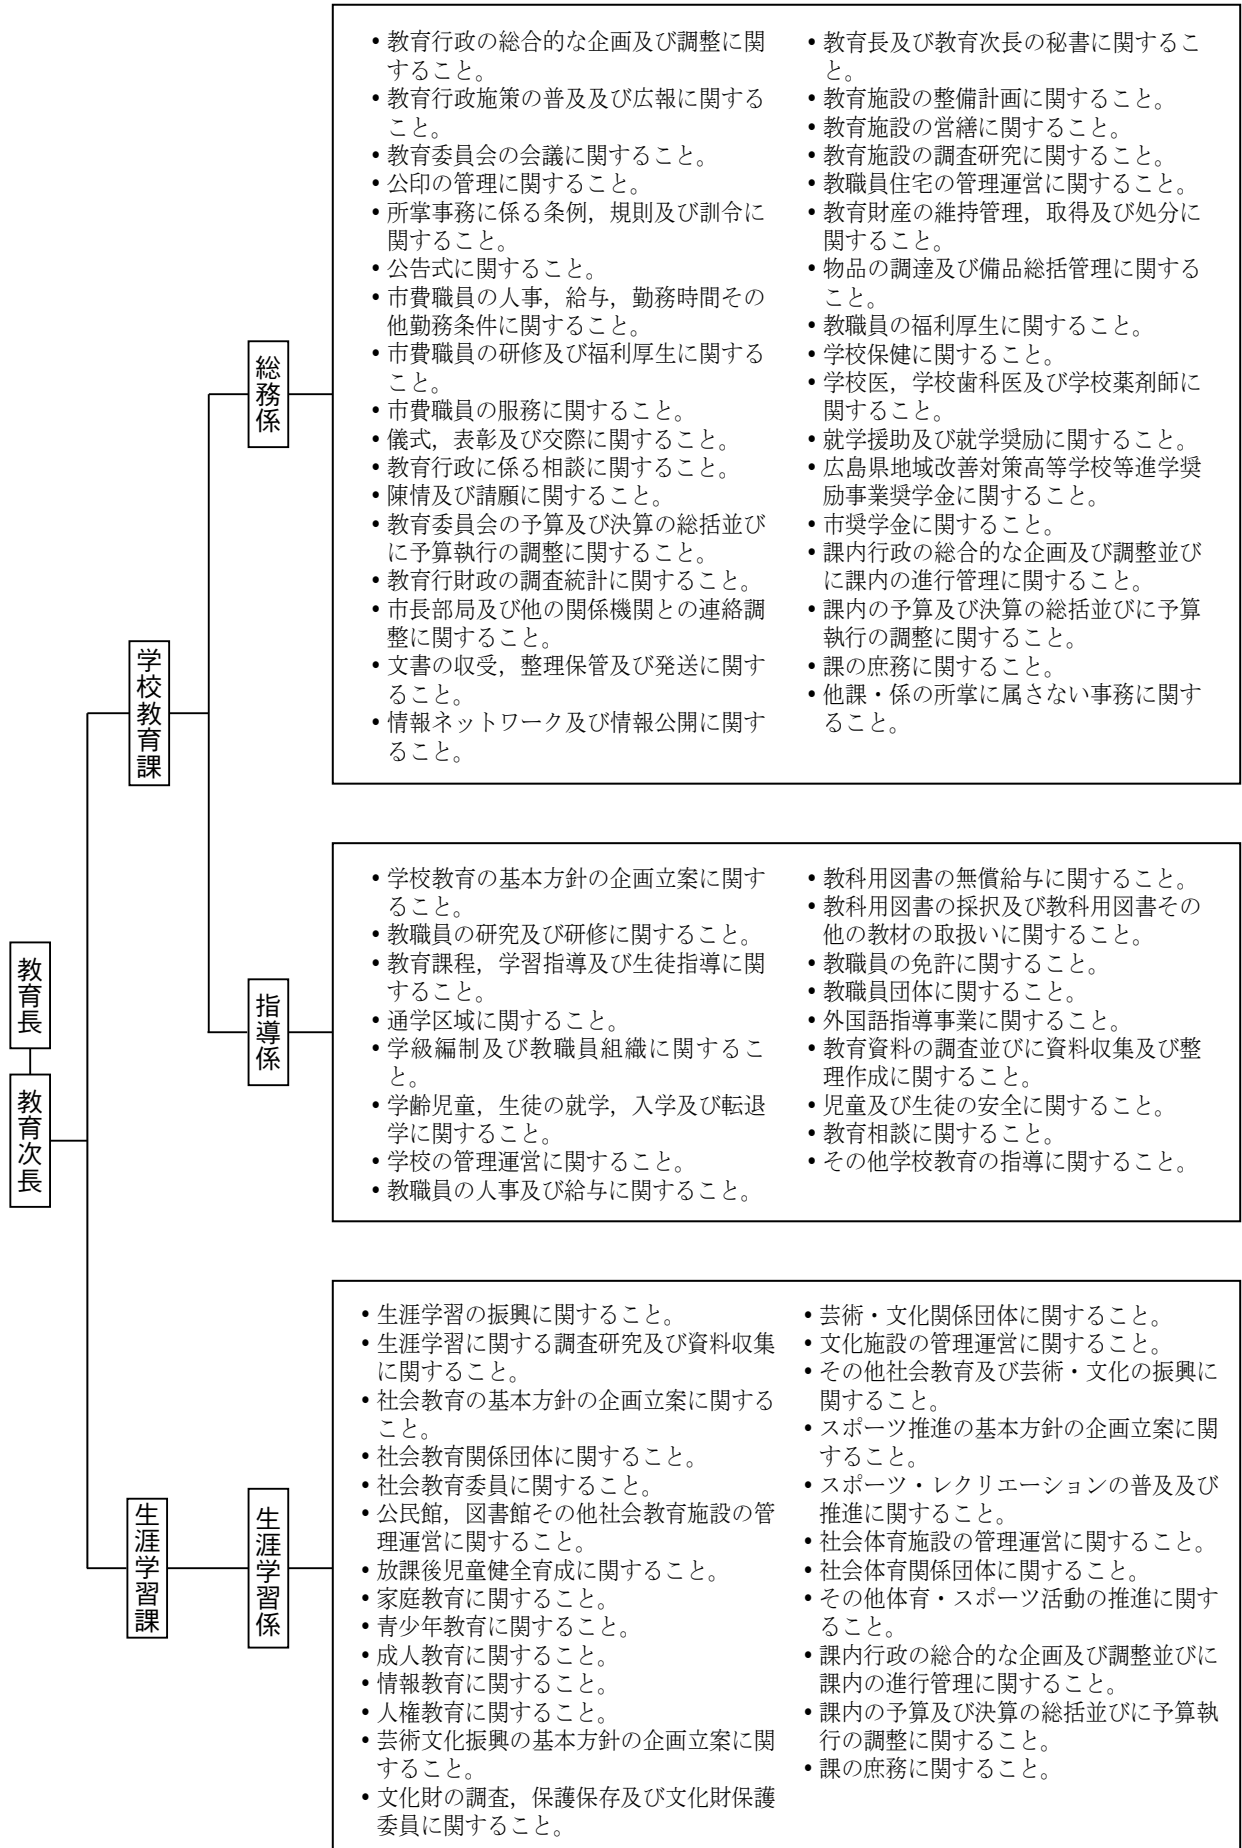 教育長
教育次長
学校教育課
総務係
・教育行政の総合的な企画及び調整に関
すること。
・教育行政施策の普及及び広報に関する
こと。
・教育委員会の会議に関すること。
・公印の管理に関すること。
・所掌事務に係る条例，規則及び訓令に
関すること。
・公告式に関すること。
・市費職員の人事，給与，勤務時間その
他勤務条件に関すること。
・市費職員の研修及び福利厚生に関する
こと。
・市費職員の服務に関すること。
・儀式，表彰及び交際に関すること。
・教育行政に係る相談に関すること。
・陳情及び請願に関すること。
・教育委員会の予算及び決算の総括並び
に予算執行の調整に関すること。
・教育行財政の調査統計に関すること。
・市長部局及び他の関係機関との連絡調
整に関すること。
・文書の収受，整理保管及び発送に関す
ること。
・情報ネットワーク及び情報公開に関す
ること。
・教育長及び教育次長の秘書に関するこ
と。
・教育施設の整備計画に関すること。
・教育施設の営繕に関すること。
・教育施設の調査研究に関すること。
・教職員住宅の管理運営に関すること。
・教育財産の維持管理，取得及び処分に
関すること。
・物品の調達及び備品総括管理に関する
こと。
・教職員の福利厚生に関すること。
・学校保健に関すること。
・学校医，学校歯科医及び学校薬剤師に
関すること。
・就学援助及び就学奨励に関すること。
・広島県地域改善対策高等学校等進学奨
励事業奨学金に関すること。
・市奨学金に関すること。
・課内行政の総合的な企画及び調整並び
に課内の進行管理に関すること。
・課内の予算及び決算の総括並びに予算
執行の調整に関すること。
・課の庶務に関すること。
・他課・係の所掌に属さない事務に関す
ること。
指導係
・学校教育の基本方針の企画立案に関す
ること。
・教職員の研究及び研修に関すること。
・教育課程，学習指導及び生徒指導に関
すること。
・通学区域に関すること。
・学級編制及び教職員組織に関するこ
と。
・学齢児童，生徒の就学，入学及び転退
学に関すること。
・学校の管理運営に関すること。
・教職員の人事及び給与に関すること。
・教科用図書の無償給与に関すること。
・教科用図書の採択及び教科用図書その
他の教材の取扱いに関すること。
・教職員の免許に関すること。
・教職員団体に関すること。
・外国語指導事業に関すること。
・教育資料の調査並びに資料収集及び整
理作成に関すること。
・児童及び生徒の安全に関すること。
・教育相談に関すること。
・その他学校教育の指導に関すること。
生涯学習課
生涯学習係
・生涯学習の振興に関すること。
・生涯学習に関する調査研究及び資料収集
に関すること。
・社会教育の基本方針の企画立案に関する
こと。
・社会教育関係団体に関すること。
・社会教育委員に関すること。
・公民館，図書館その他社会教育施設の管
理運営に関すること。
・放課後児童健全育成に関すること。
・家庭教育に関すること。
・青少年教育に関すること。
・成人教育に関すること。
・情報教育に関すること。
・人権教育に関すること。
・芸術文化振興の基本方針の企画立案に関
すること。
・文化財の調査，保護保存及び文化財保護
委員に関すること。
・芸術・文化関係団体に関すること。
・文化施設の管理運営に関すること。
・その他社会教育及び芸術・文化の振興に
関すること。
・スポーツ推進の基本方針の企画立案に関
すること。
・スポーツ・レクリエーションの普及及び
推進に関すること。
・社会体育施設の管理運営に関すること。
・社会体育関係団体に関すること。
・その他体育・スポーツ活動の推進に関す
ること。
・課内行政の総合的な企画及び調整並びに
課内の進行管理に関すること。
・課内の予算及び決算の総括並びに予算執
行の調整に関すること。
・課の庶務に関すること。